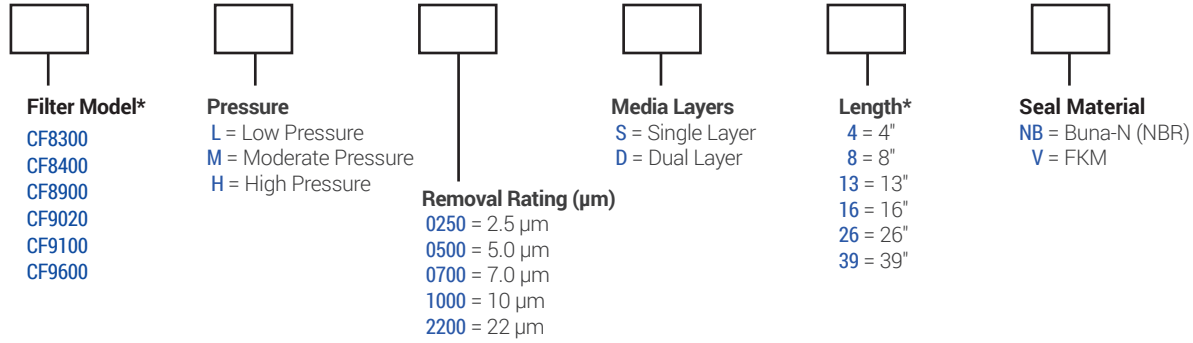 Filter Model*
CF8300
CF8400
CF8900
CF9020
CF9100
CF9600
Pressure
L = Low Pressure
M = Moderate Pressure
H = High Pressure
Removal Rating (µm)
0250 = 2.5 µm
0500 = 5.0 µm
0700 = 7.0 µm
1000 = 10 µm
2200 = 22 µm
Media Layers
S = Single Layer
D = Dual Layer
Length*
4 = 4"
8 = 8"
13 = 13"
16 = 16"
26 = 26"
39 = 39"
Seal Material
NB = Buna-N (NBR)
V = FKM